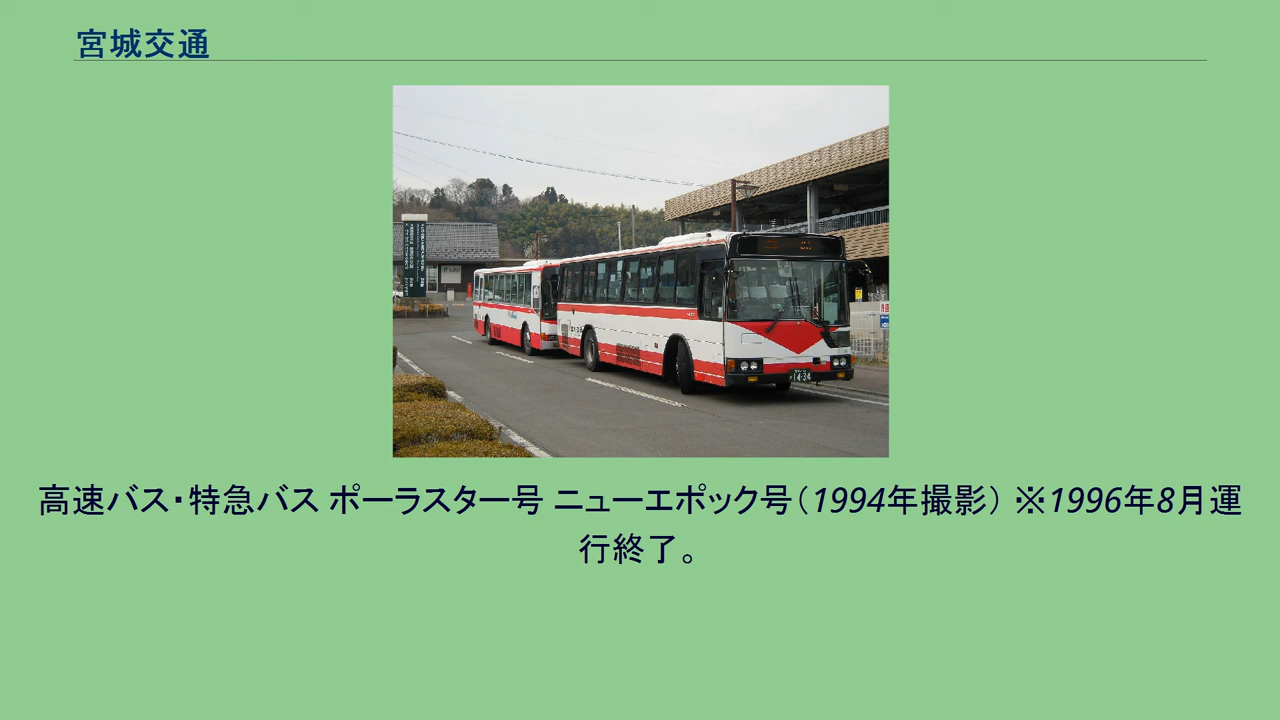 宮城交通
14-34
高速バス・特急バス ポーラスター号 ニューエポック号（1994年撮影） ※1996年8月運
行終了。